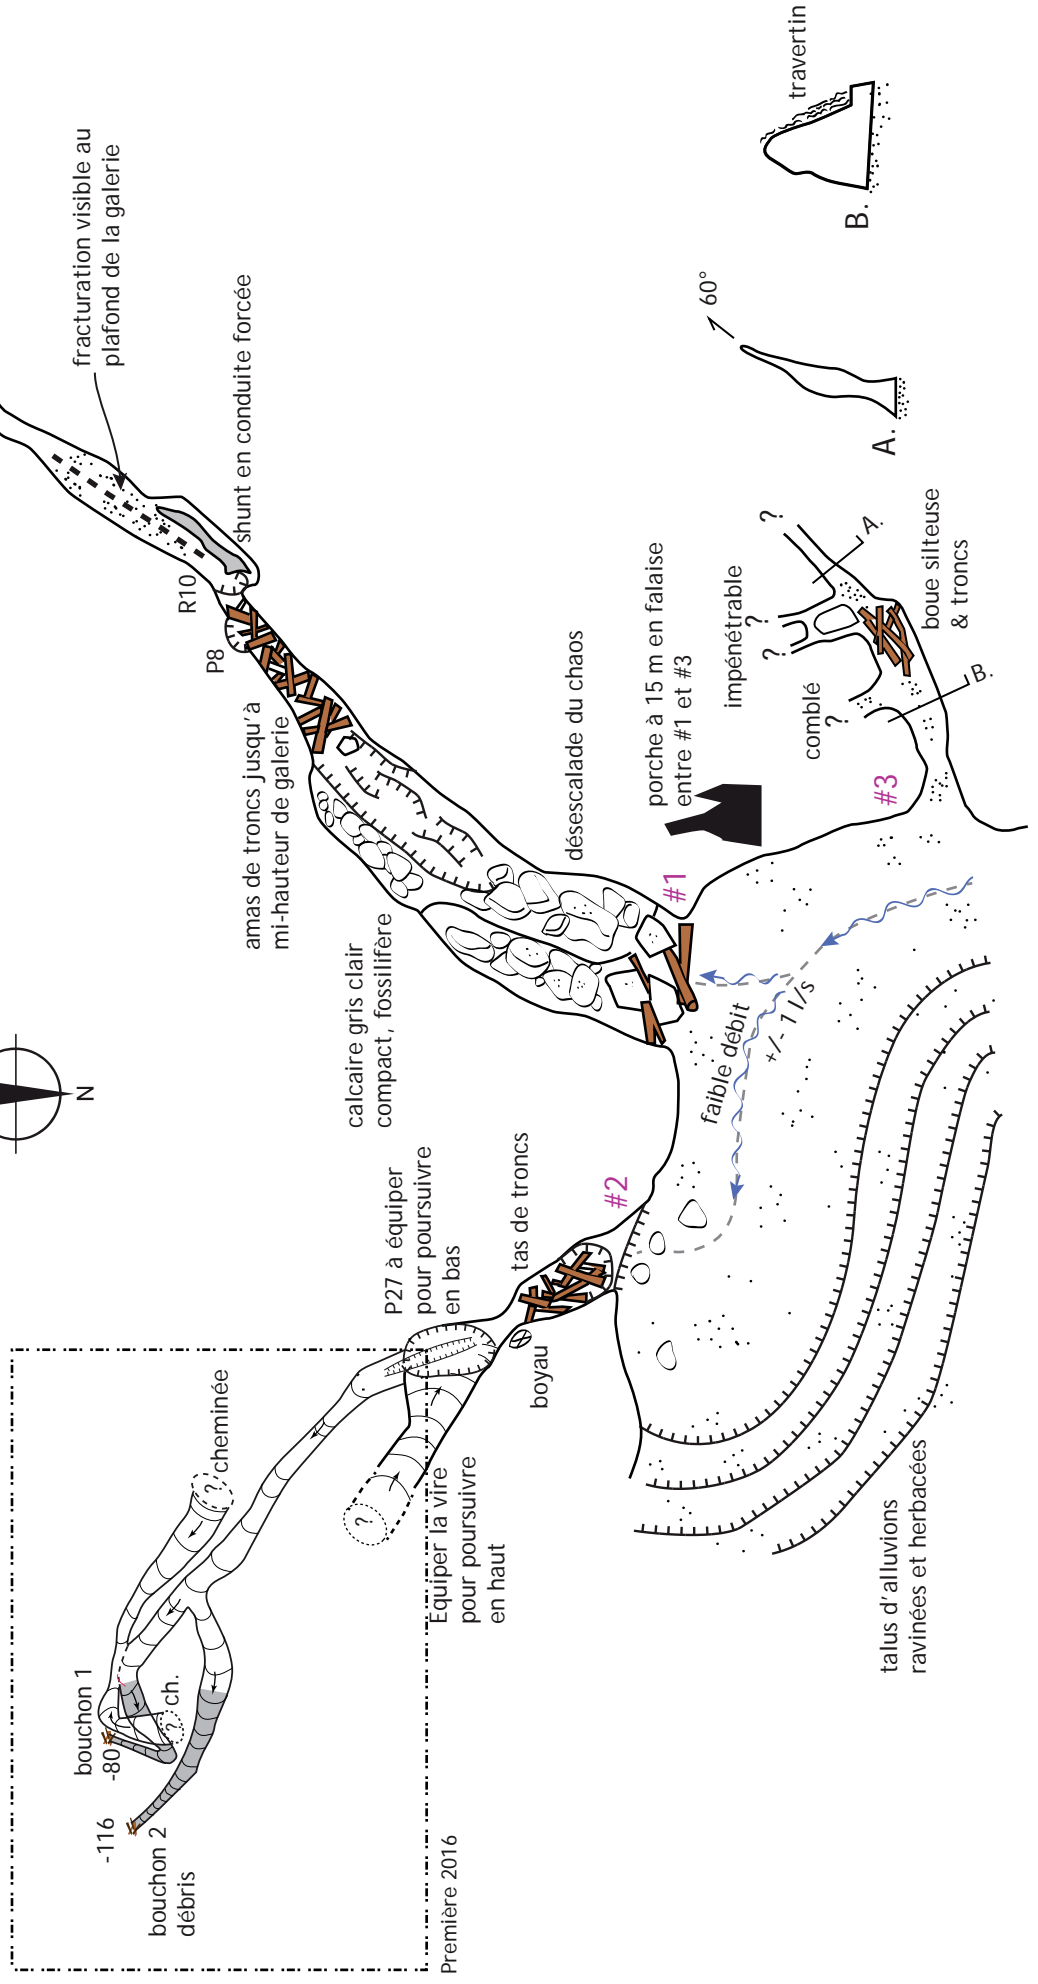 bouchon 1
-80
-116
bouchon 2
débris
? ch.
? cheminée
?
Première 2016
Equiper la vire
pour poursuivre
en haut
P27 à équiper
pour poursuivre
en bas
boyau
tas de troncs
#2
N
calcaire gris clair
compact, fossilifère
amas de troncs jusqu'à
mi-hauteur de galerie
P8
R10
shunt en conduite forcée
fracturation visible au
plafond de la galerie
désescalade du chaos
#1
porche à 15 m en falaise
entre #1 et #3
faible débit
+/- 1 l/s
talus d'alluvions
ravinées et herbacées
#3
comblé
?
impénétrable
?
?
?
A.
B.
boue silteuse
& troncs
A.
60°
B.
travertin